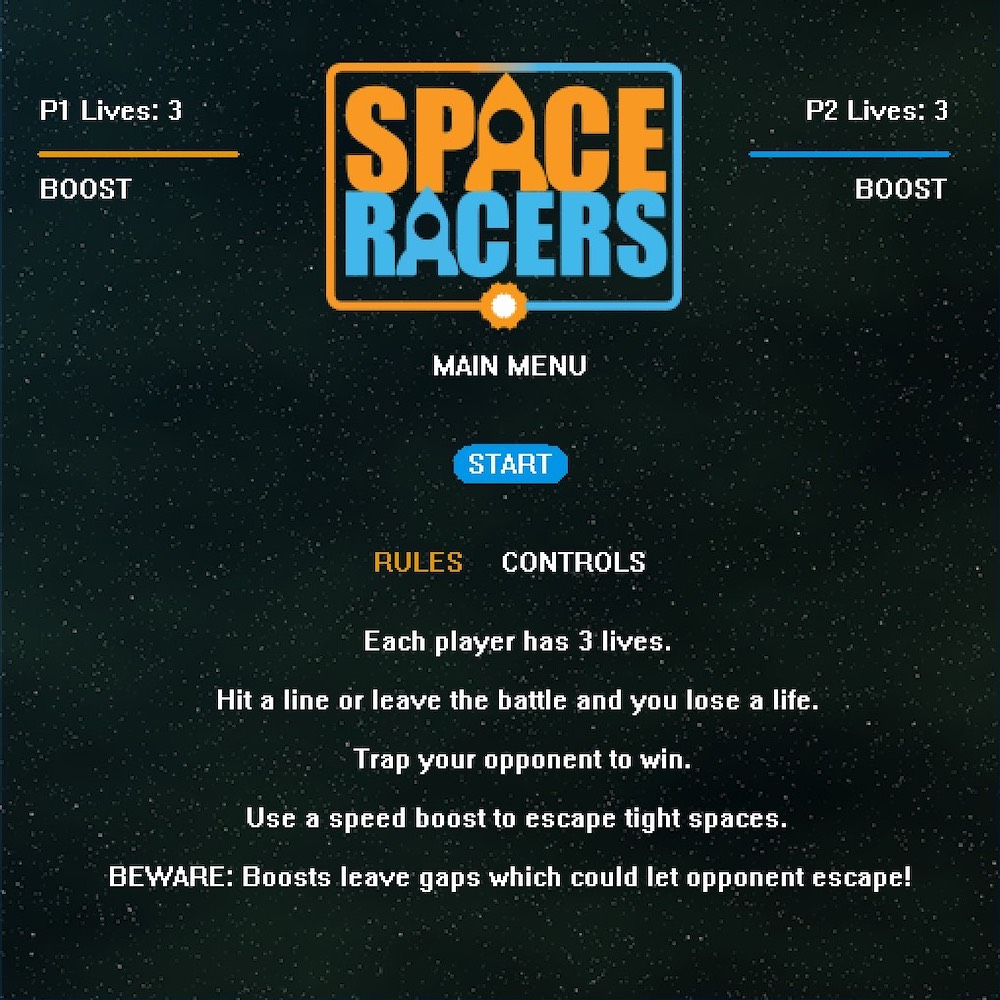 P1 Lives: 3
P2 Lives: 3
BOOST
BOOST
SPACE
RACERS
MAIN MENU
START
RULES CONTROLS
Each player has 3 lives.
Hit a line or leave the battle and you lose a life.
Trap your opponent to win.
Use a speed boost to escape tight spaces.
BEWARE: Boosts leave gaps which could let opponent escape!